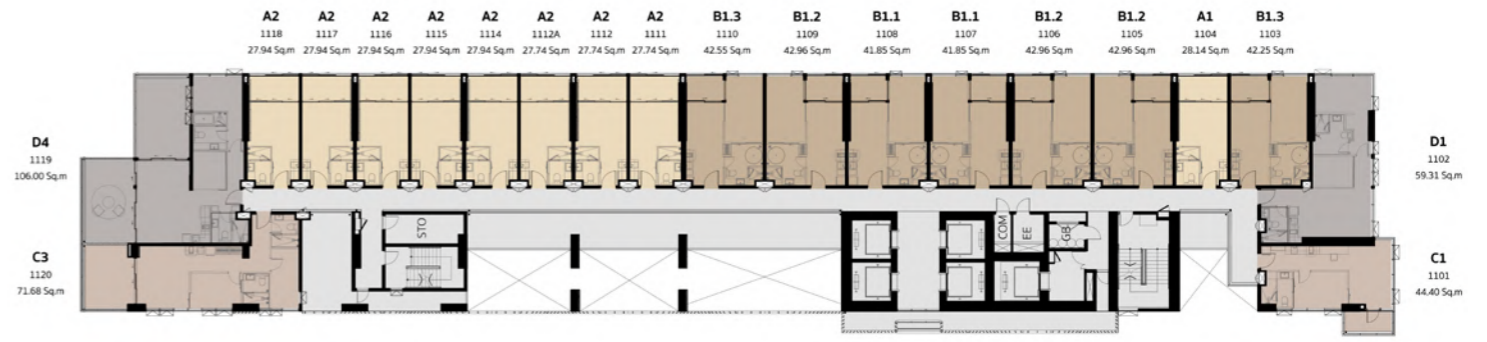 A2
1118
27.94 Sq.m
A2
1117
27.94 Sq.m
A2
1116
27.94 Sq.m
A2
1115
27.94 Sq.m
A2
1114
27.94 Sq.m
A2
1112A
27.74 Sq.m
A2
1112
27.74 Sq.m
A2
1111
27.74 Sq.m
B1.3
1110
42.55 Sq.m
B1.2
1109
42.96 Sq.m
B1.1
1108
41.85 Sq.m
B1.1
1107
41.85 Sq.m
B1.2
1106
42.96 Sq.m
B1.2
1105
42.96 Sq.m
A1
1104
28.14 Sq.m
B1.3
1103
42.25 Sq.m
D4
1119
106.00 Sq.m
D1
1102
59.31 Sq.m
STO
COM
EE
GB
C3
1120
71.68 Sq.m
C1
1101
44.40 Sq.m